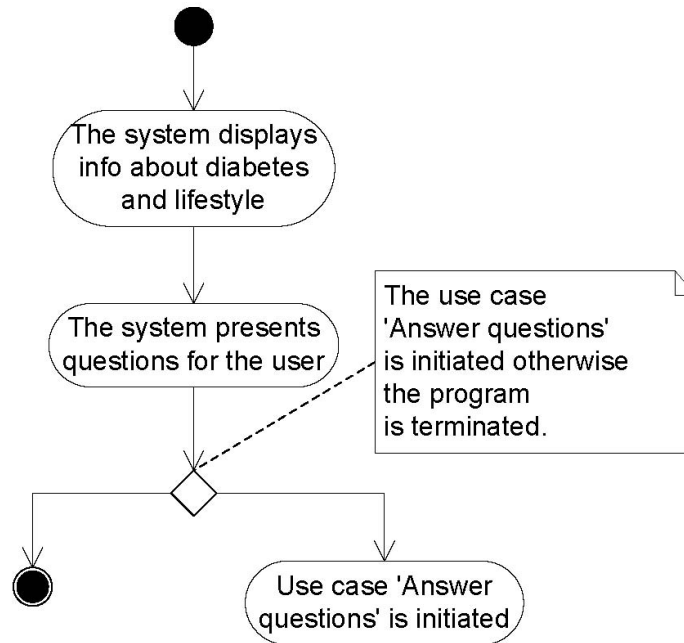 The system displays
info about diabetes
and lifestyle
The system presents
questions for the user
The use case
'Answer questions'
is initiated otherwise
the program
is terminated.
Use case 'Answer
questions' is initiated